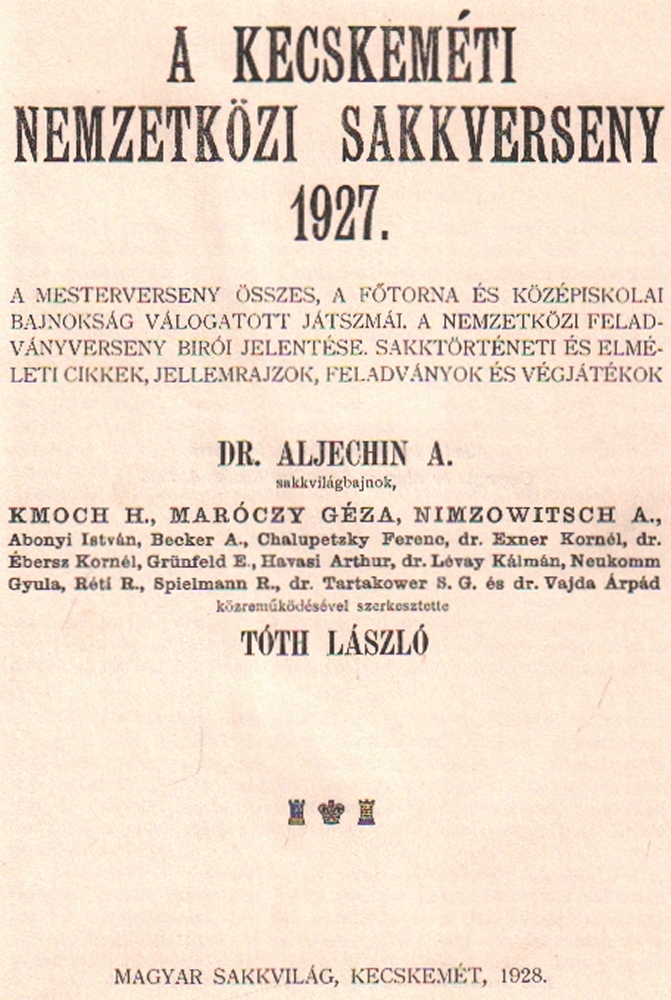 A KECSKEMÉTI
NEMZETKÖZI SAKKVERSENY
1927.
A MESTERVERSENY ÖSSZES, A FŐTORNA ÉS KÖZÉPISKOLAI
BAJNOKSÁG VÁLOGATOTT JÁTSZMÁI. A NEMZETKÖZI FELAD-
VÁNYVERSENY BIRÓI JELENTÉSE. SAKKTÖRTÉNETI ÉS ELMÉ-
LETI CIKKEK, JELLEMRAJZOK, FELADVÁNYOK ÉS VÉGJÁTÉKOK
DR. ALJECHIN A.
sakkvilágbajnok,
KMOCH H., MARÓCZY GÉZA, NIMZOWITSCH A.,
Abonyi István, Becker A., Chalupetzky Ferenc, dr. Exner Kornél, dr.
Ébersz Kornél, Grünfeld E., Havasi Arthur, dr. Lévay Kálmán, Neukomm
Gyula, Réti R., Spielmann R., dr. Tartakower S. G. és dr. Vajda Árpád
közreműködésével szerkesztette
TÓTH LÁSZLÓ
MAGYAR SAKKVILÁG, KECSKEMÉT, 1928.